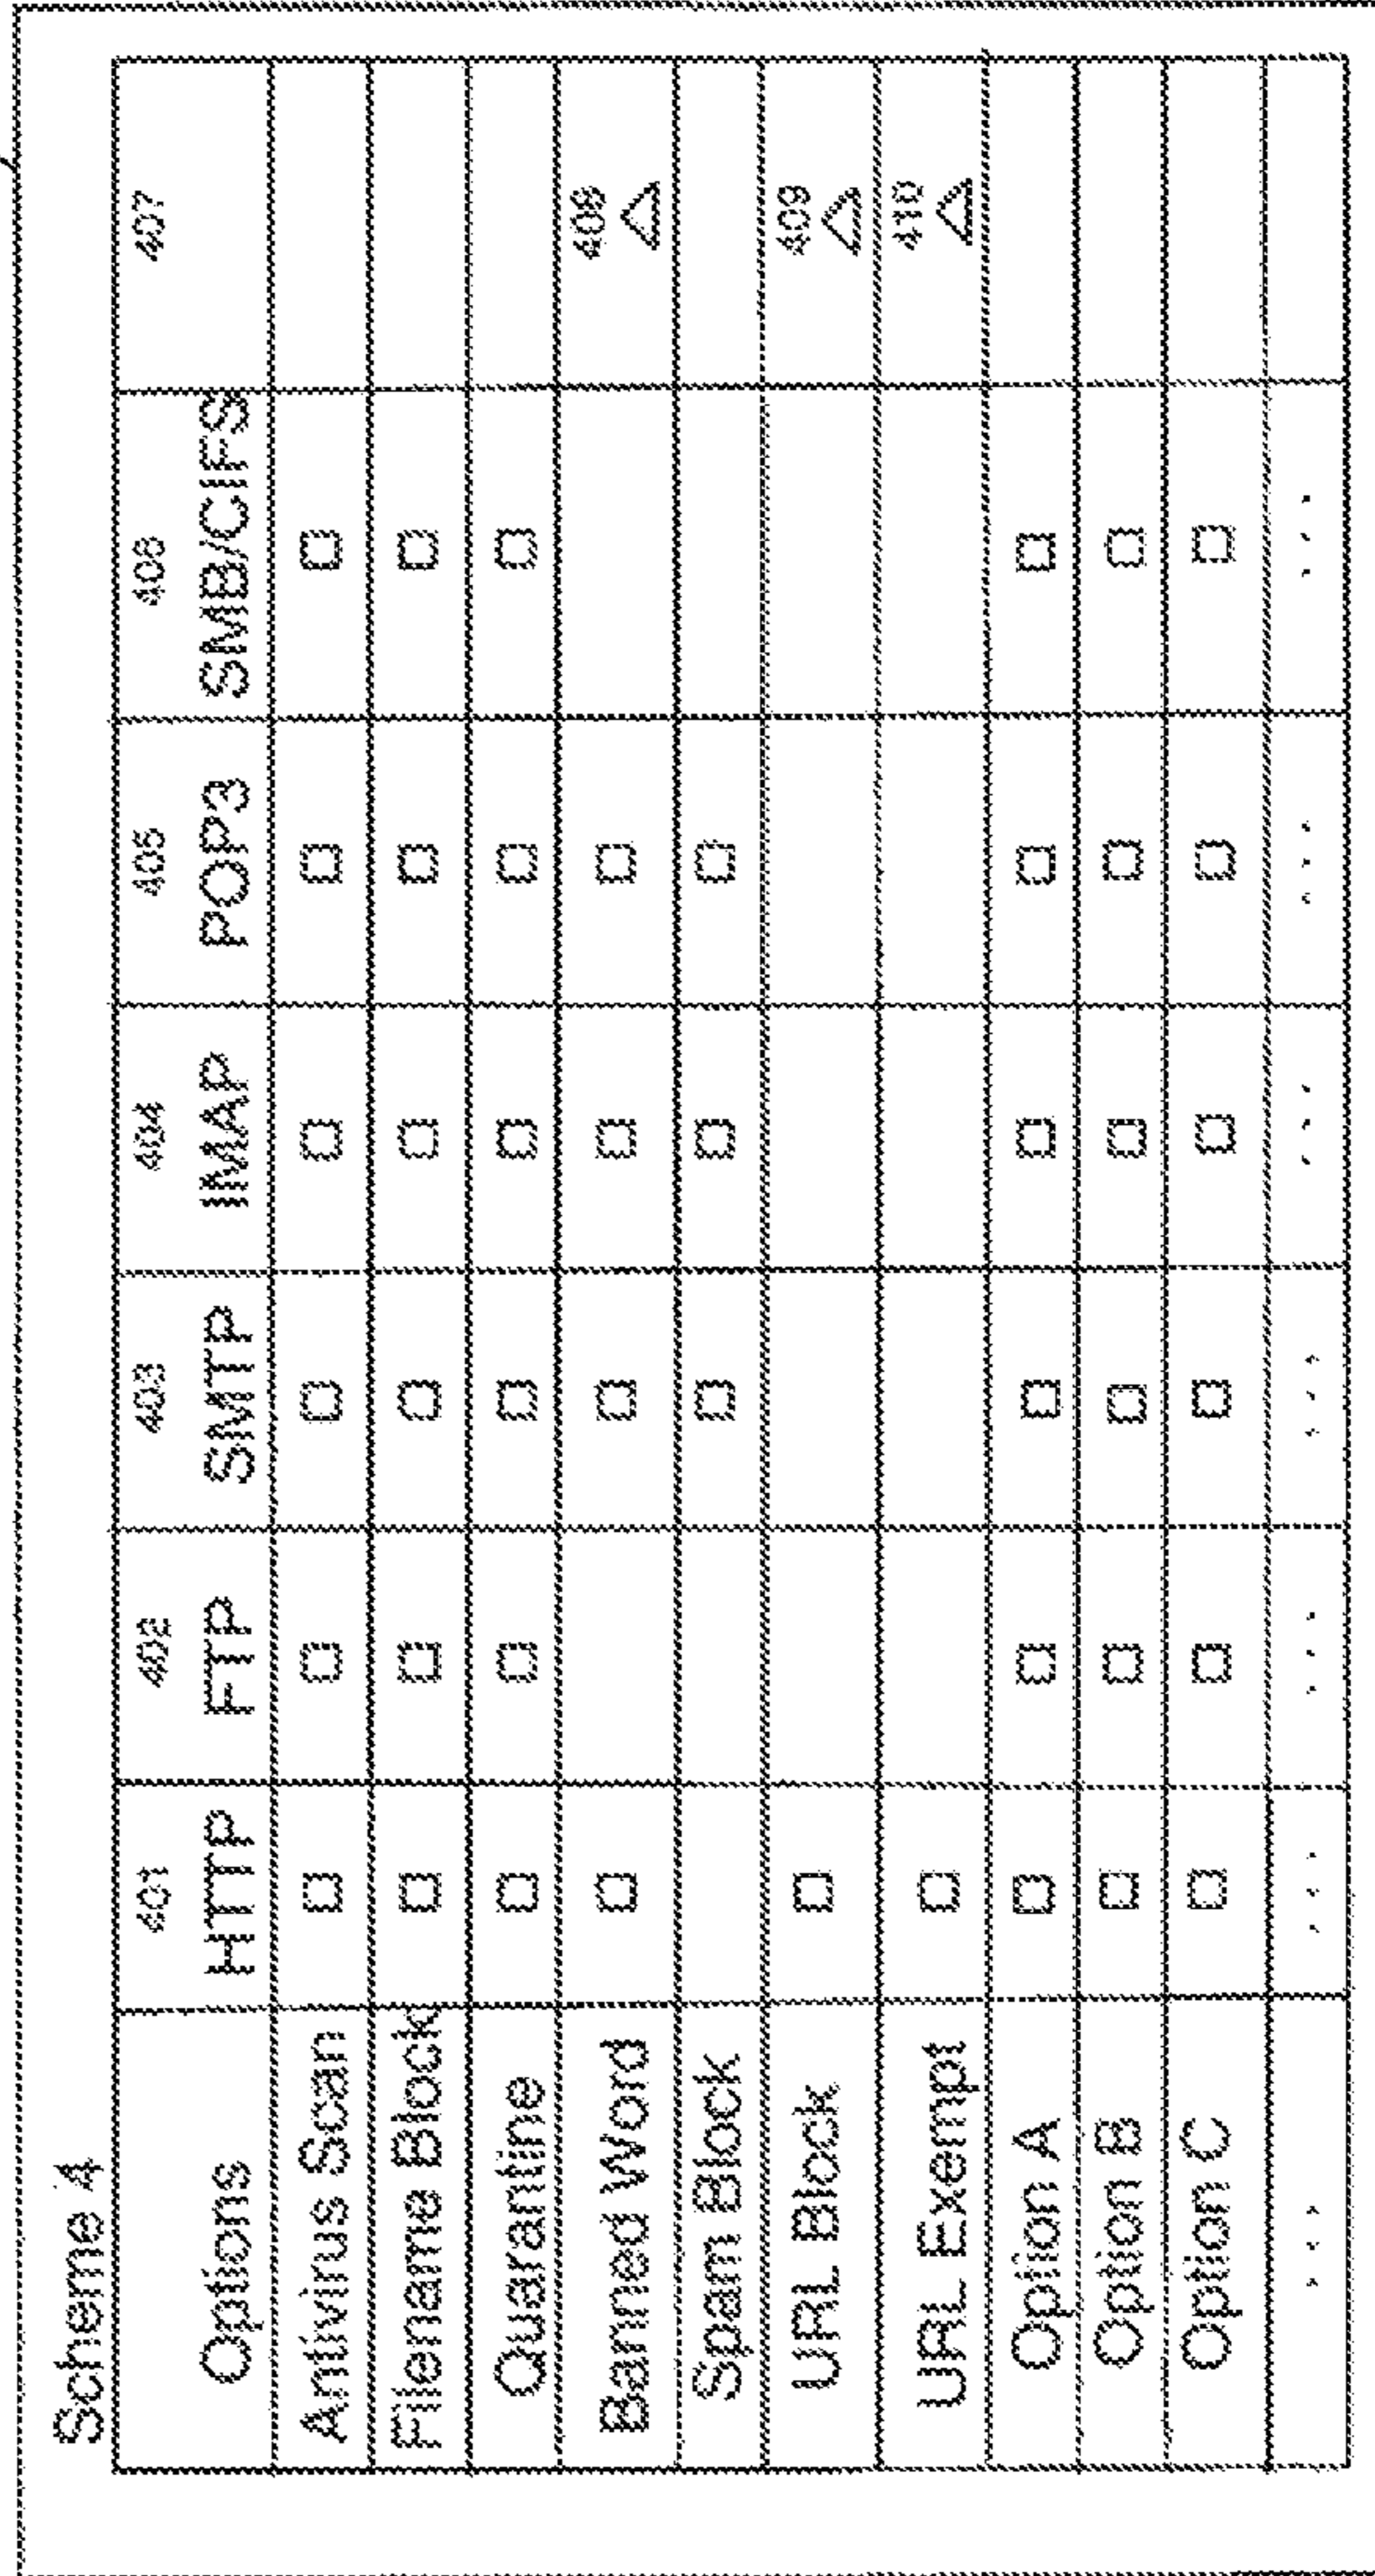 Scheme A
Options 401 HTTP 402 FTP 403 SMTP 404 IMAP 405 POP3 406 SMB/CIFS 407
Antivirus Scan
Filename Block
Quarantine
Banned Word 408
Spam Block
URL Block 409
URL Exempt 410
Option A
Option B
Option C
... ... ... ... ... ... ...